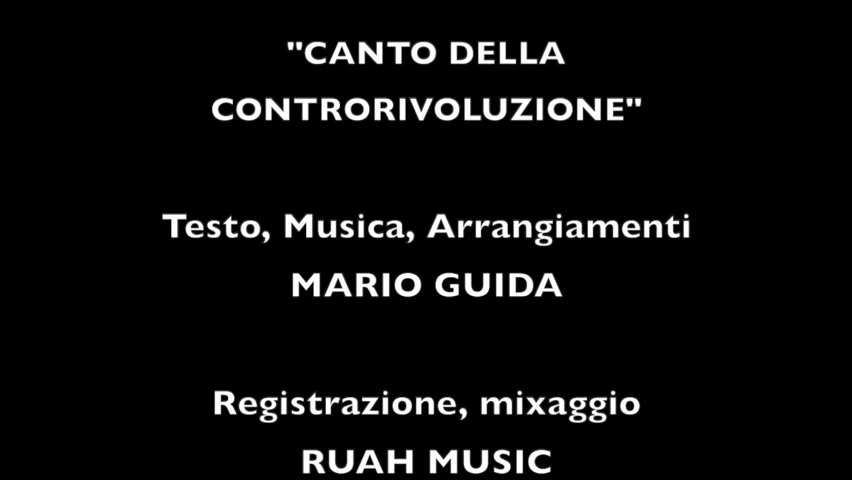 "CANTO DELLA
CONTRORIVOLUZIONE"
Testo, Musica, Arrangiamenti
MARIO GUIDA
Registrazione, mixaggio
RUAH MUSIC